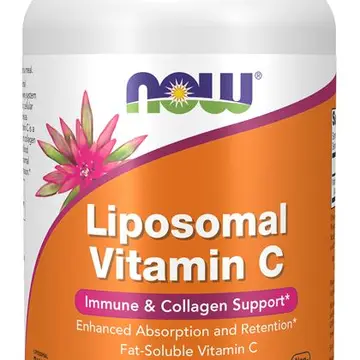 NOW
Liposomal
Vitamin C
Immune & Collagen Support*
Enhanced Absorption and Retention*
Fat-Soluble Vitamin C